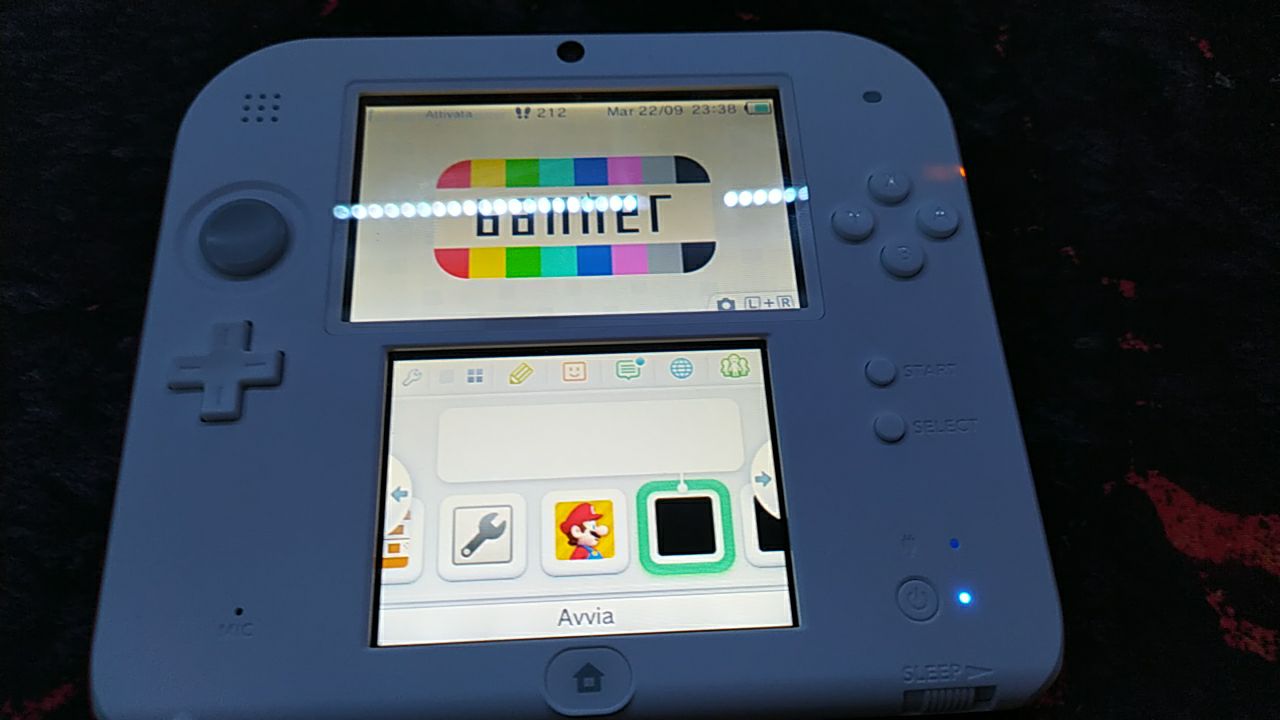 Attivata 212 Mar 22/09 23:38
banner
L+R
START
SELECT
Avvia
MIC
SLEEP